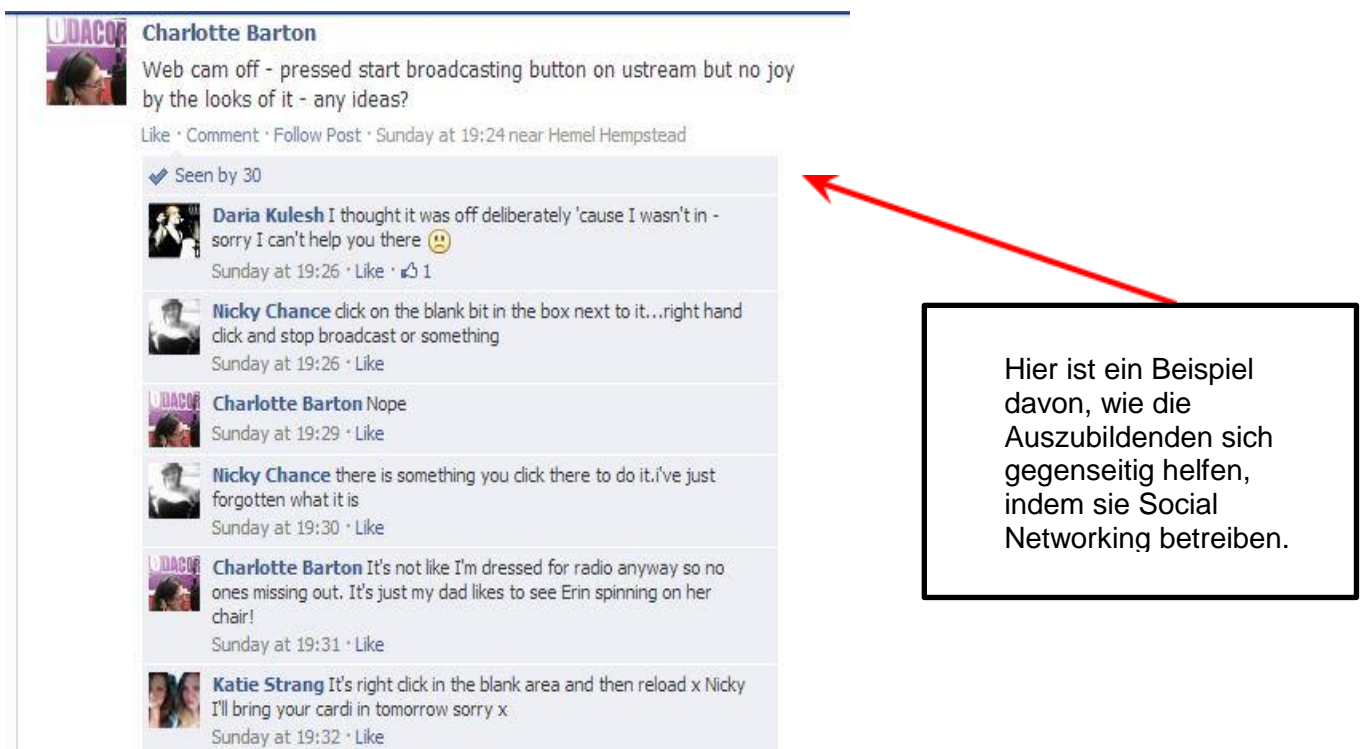 Charlotte Barton
Web cam off - pressed start broadcasting button on ustream but no joy
by the looks of it - any ideas?
Like · Comment · Follow Post · Sunday at 19:24 near Hemel Hempstead
Seen by 30
Daria Kulesh I thought it was off deliberately 'cause I wasn't in -
sorry I can't help you there
Sunday at 19:26 · Like · 1
Nicky Chance click on the blank bit in the box next to it...right hand
click and stop broadcast or something
Sunday at 19:26 · Like
Charlotte Barton Nope
Sunday at 19:29 · Like
Nicky Chance there is something you click there to do it.i've just
forgotten what it is
Sunday at 19:30 · Like
Charlotte Barton It's not like I'm dressed for radio anyway so no
ones missing out. It's just my dad likes to see Erin spinning on her
chair!
Sunday at 19:31 · Like
Katie Strang It's right click in the blank area and then reload x Nicky
I'll bring your cardi in tomorrow sorry x
Sunday at 19:32 · Like
Hier ist ein Beispiel
davon, wie die
Auszubildenden sich
gegenseitig helfen,
indem sie Social
Networking betreiben.